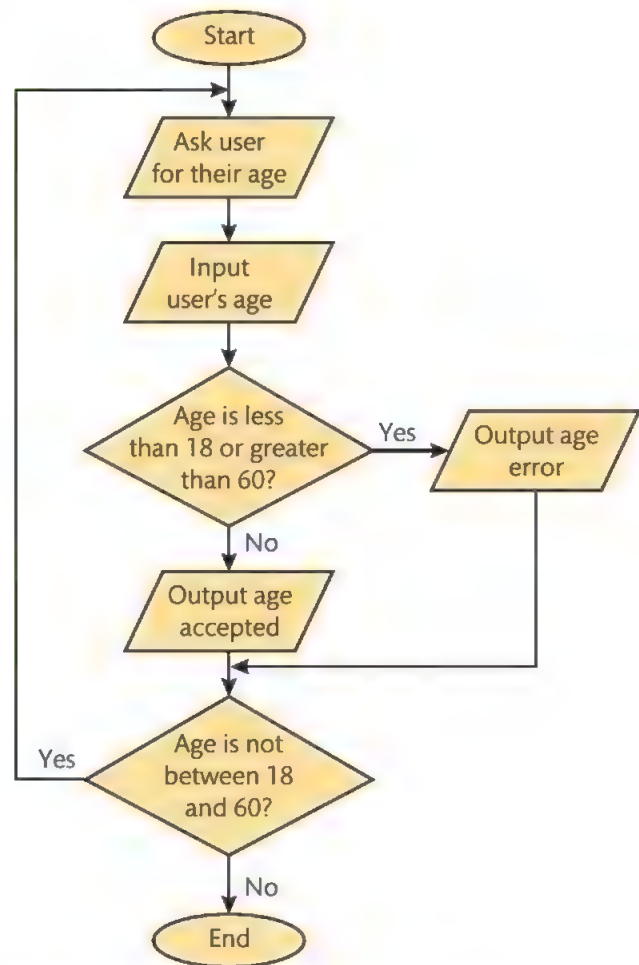 Start
Ask user
for their age
Input
user's age
Age is less
than 18 or greater
than 60?
Yes
Output age
error
No
Output age
accepted
Yes
Age is not
between 18
and 60?
No
End